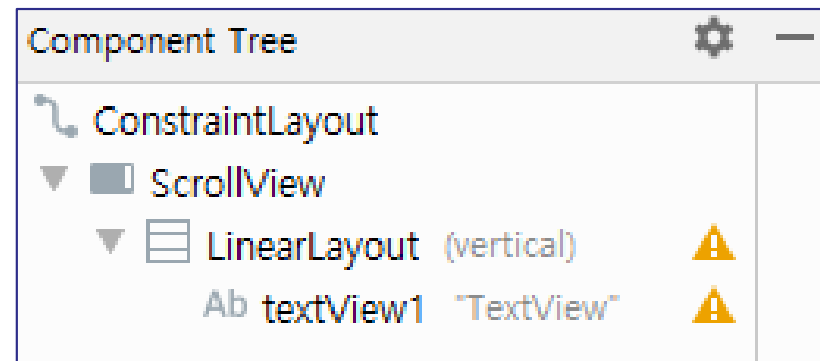 Component Tree
ConstraintLayout
ScrollView
LinearLayout (vertical)
Ab textView1 "TextView"